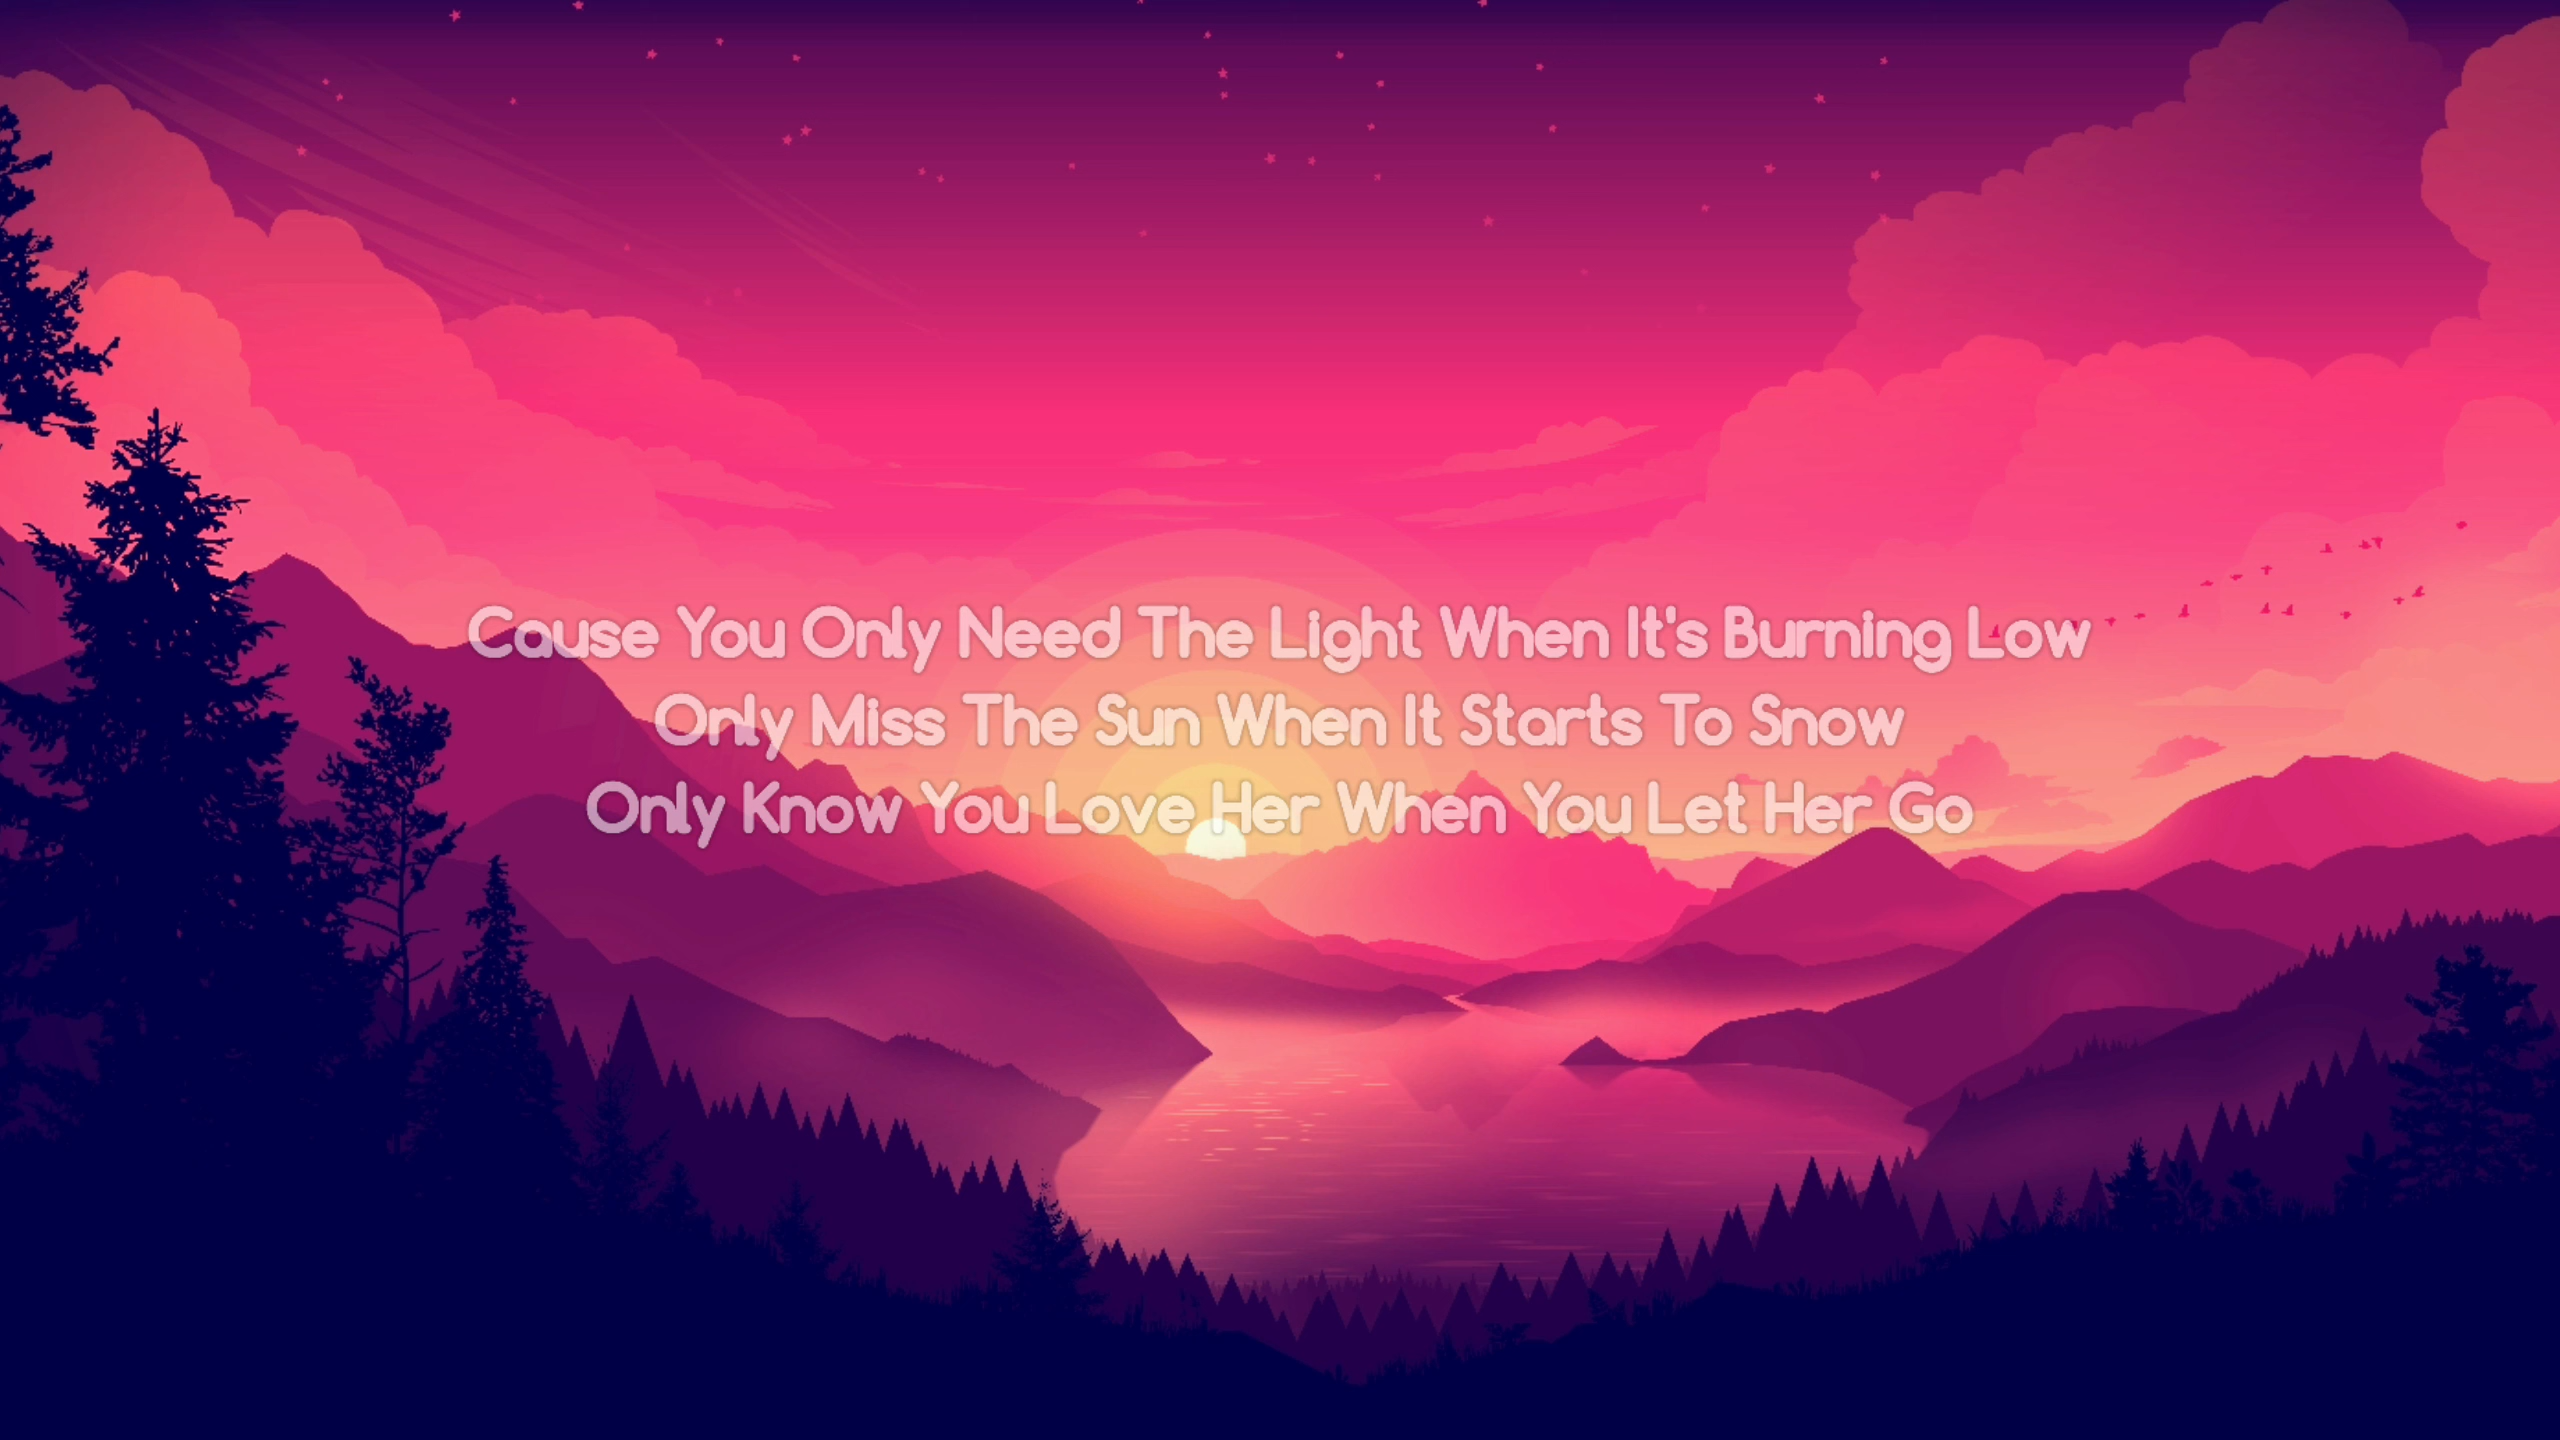 Cause You Only Need The Light When It's Burning Low
Only Miss The Sun When It Starts To Snow
Only Know You Love Her When You Let Her Go